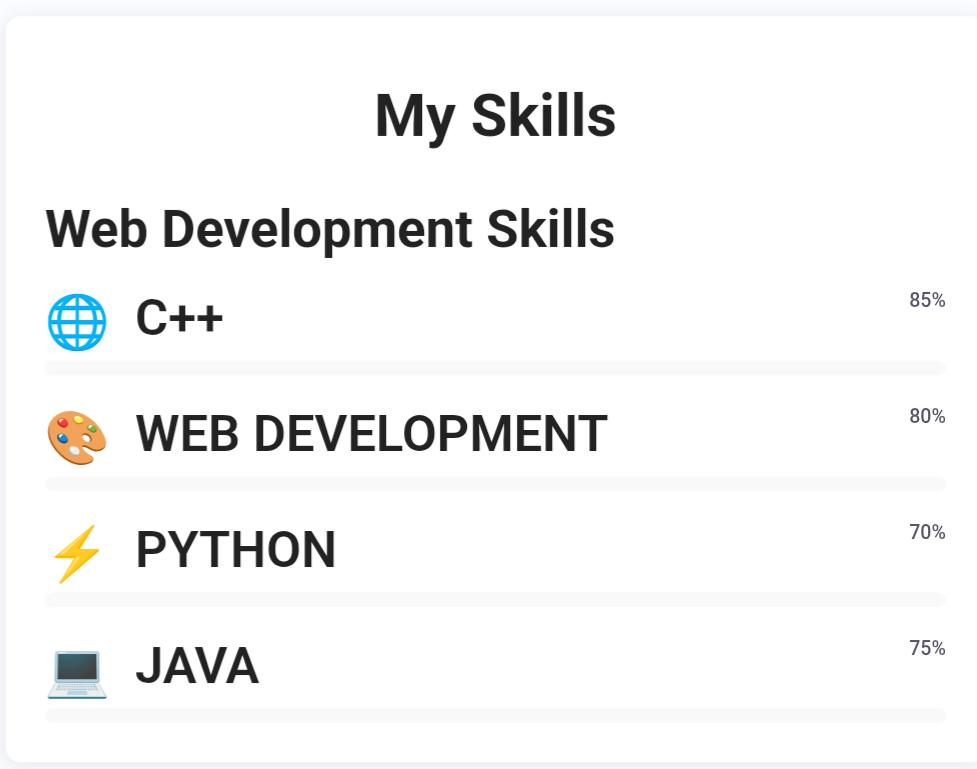 My Skills
Web Development Skills
C++ 85%
WEB DEVELOPMENT 80%
PYTHON 70%
JAVA 75%